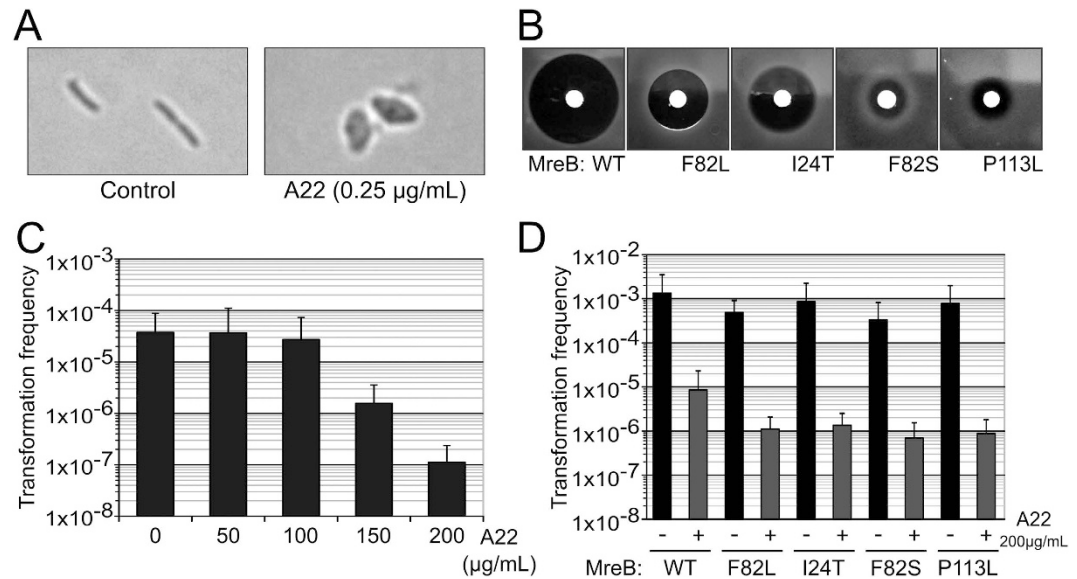 A
Control
A22 (0.25 µg/mL)
B
MreB: WT F82L I24T F82S P113L
C
Transformation frequency
1x10-3
1x10-4
1x10-5
1x10-6
1x10-7
1x10-8
0 50 100 150 200 A22
(µg/mL)
D
Transformation frequency
1x10-2
1x10-3
1x10-4
1x10-5
1x10-6
1x10-7
1x10-8
- + - + - + - + - + A22
200µg/mL
MreB: WT F82L I24T F82S P113L